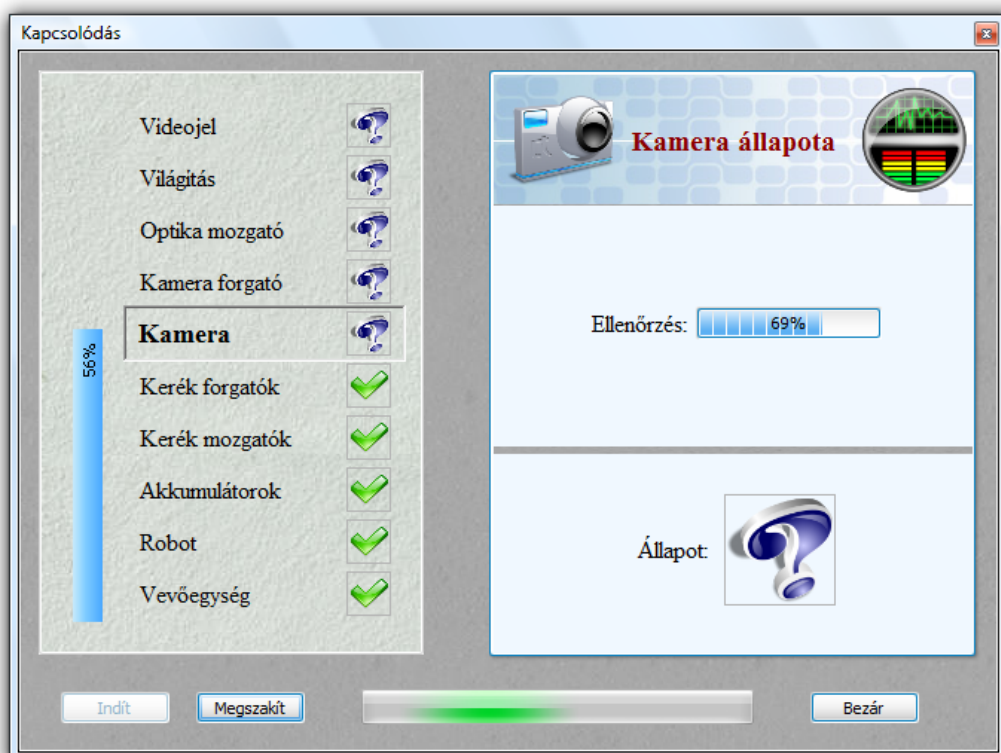 Kapcsolódás
Videojel
Világítás
Optika mozgató
Kamera forgató
Kamera
Kerék forgatók
Kerék mozgatók
Akkumulátorok
Robot
Vevőegység
56%
Kamera állapota
Ellenőrzés: 69%
Állapot:
Indít
Megszakít
Bezár